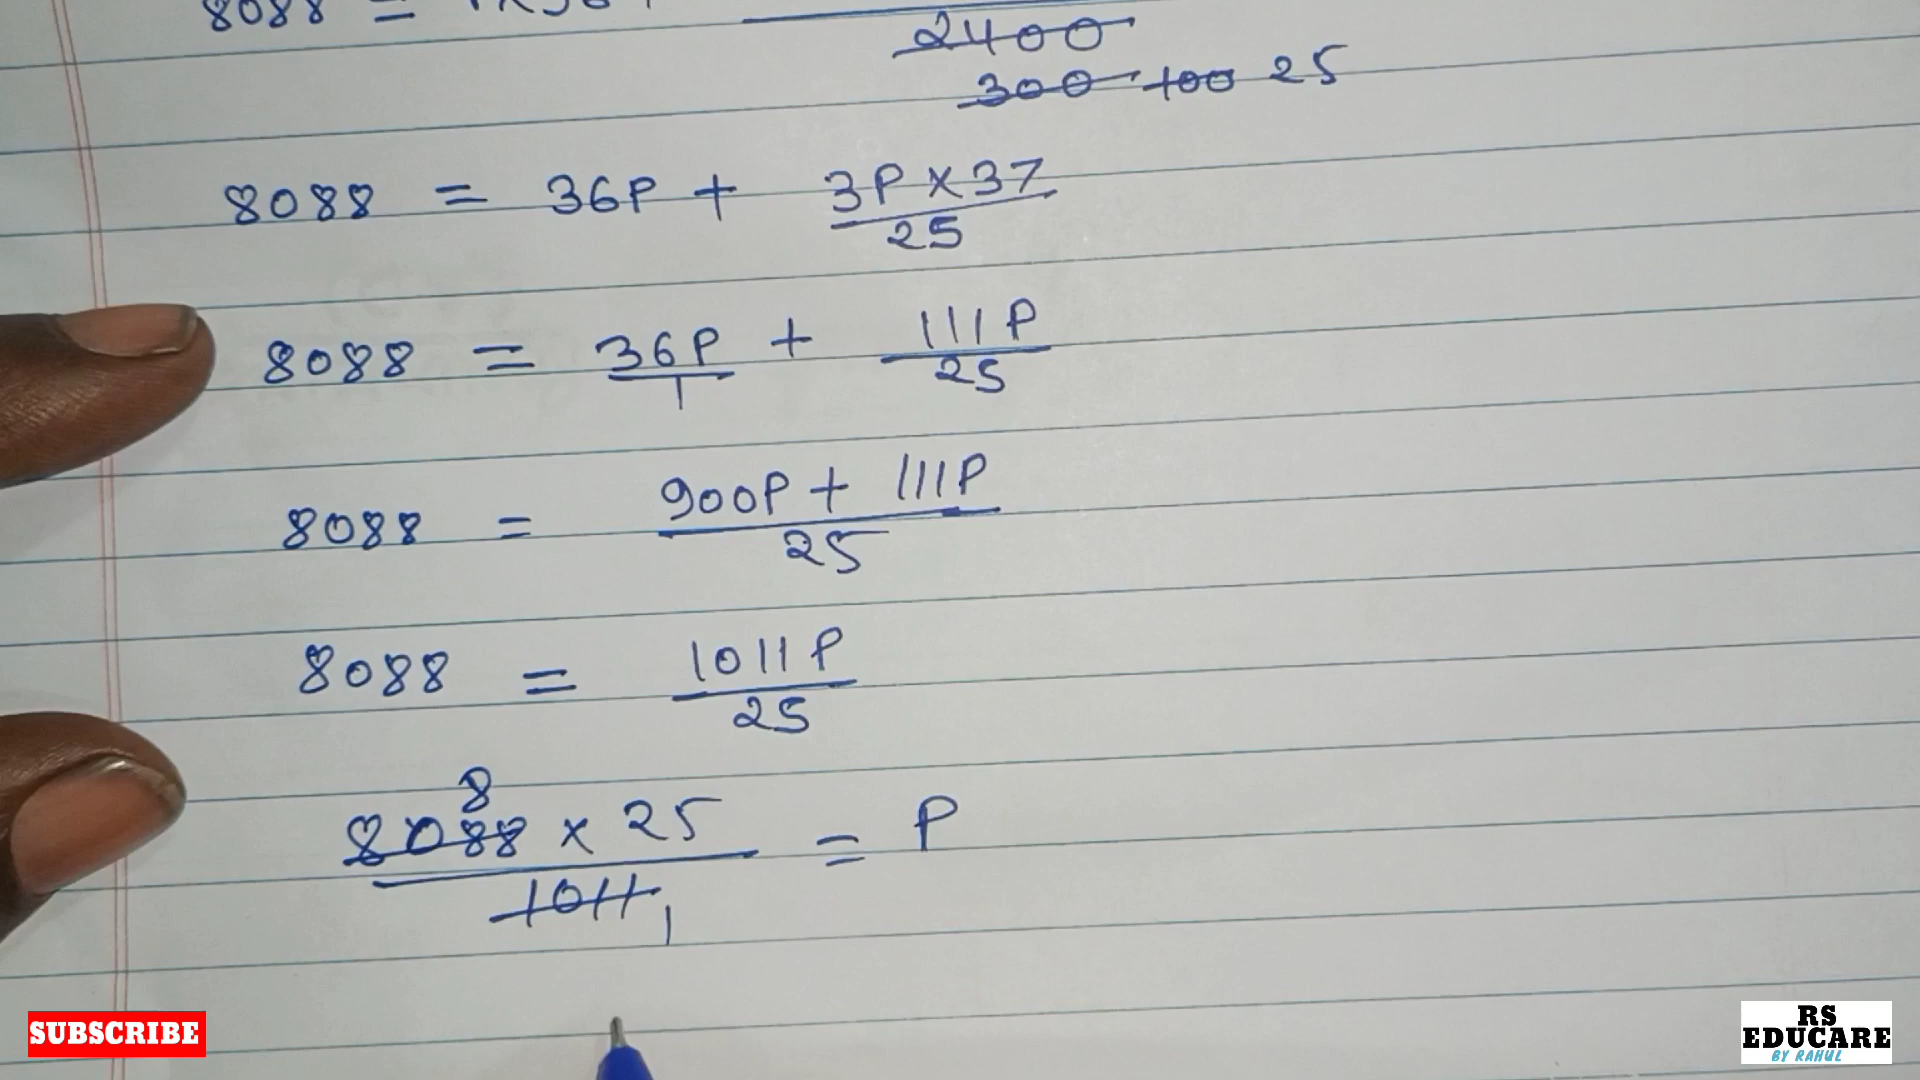 8088 =
2400
300 100 25
8088 = 36P + 3P × 37
25
8088 = 36P + 111P
1 25
8088 = 900P + 111P
25
8088 = 1011P
25
8
8088 × 25 = P
1011 1
SUBSCRIBE
RS
EDUCARE
BY RAHUL